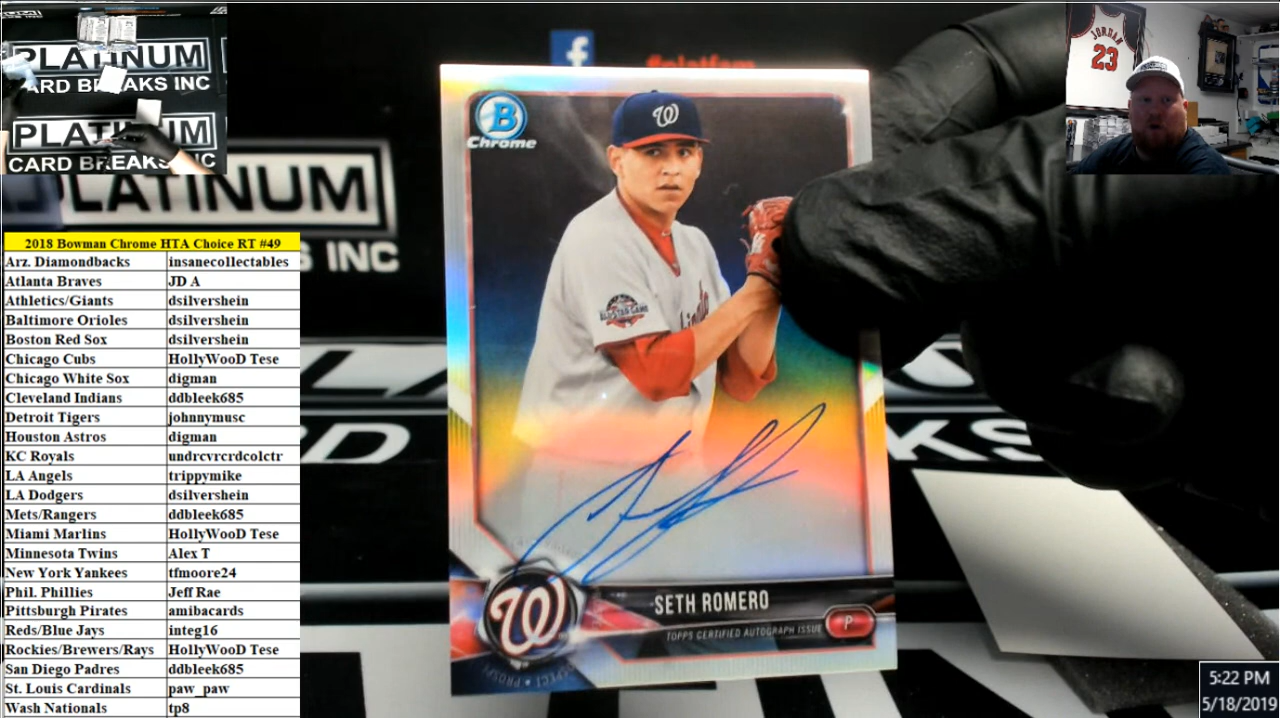 PLATINUM
CARD BREAKS INC
PLATINUM
CARD BREAKS INC
PLATINUM
INC
f
#platfam
JORDAN
23
B
Chrome
W
ALL STAR GAME
W
SETH ROMERO
TOPPS CERTIFIED AUTOGRAPH ISSUE
P
KS
2018 Bowman Chrome HTA Choice RT #49
Arz. Diamondbacks insanecollectables
Atlanta Braves JD A
Athletics/Giants dsilvershein
Baltimore Orioles dsilvershein
Boston Red Sox dsilvershein
Chicago Cubs HollyWooD Tese
Chicago White Sox digman
Cleveland Indians ddbleek685
Detroit Tigers johnnymusc
Houston Astros digman
KC Royals undrcvrcrdcolctr
LA Angels trippymike
LA Dodgers dsilvershein
Mets/Rangers ddbleek685
Miami Marlins HollyWooD Tese
Minnesota Twins Alex T
New York Yankees tfmoore24
Phil. Phillies Jeff Rae
Pittsburgh Pirates amibacards
Reds/Blue Jays integ16
Rockies/Brewers/Rays HollyWooD Tese
San Diego Padres ddbleek685
St. Louis Cardinals paw_paw
Wash Nationals tp8
5:22 PM
5/18/2019